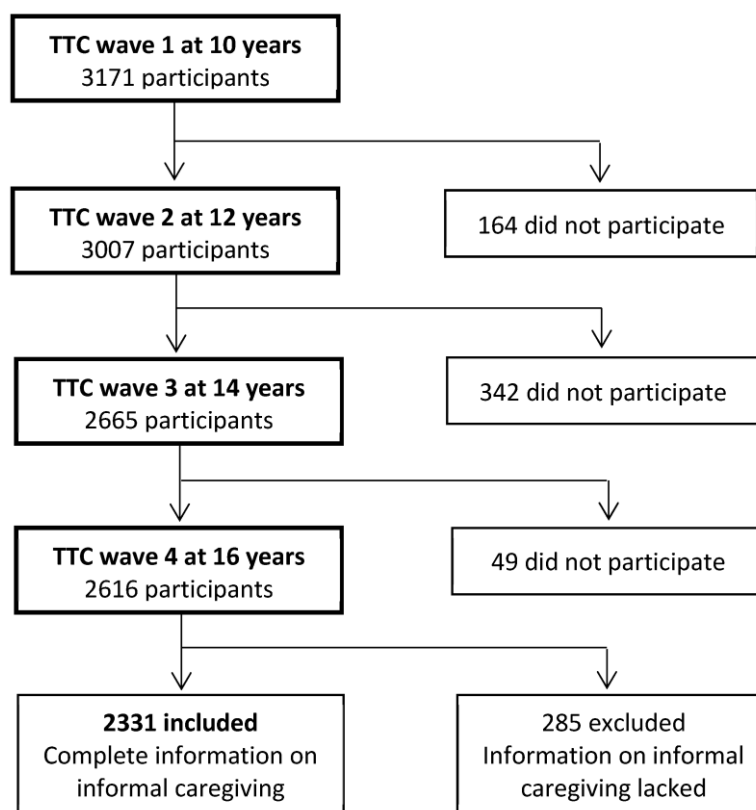 TTC wave 1 at 10 years
3171 participants
TTC wave 2 at 12 years
3007 participants
164 did not participate
TTC wave 3 at 14 years
2665 participants
342 did not participate
TTC wave 4 at 16 years
2616 participants
49 did not participate
2331 included
Complete information on
informal caregiving
285 excluded
Information on informal
caregiving lacked